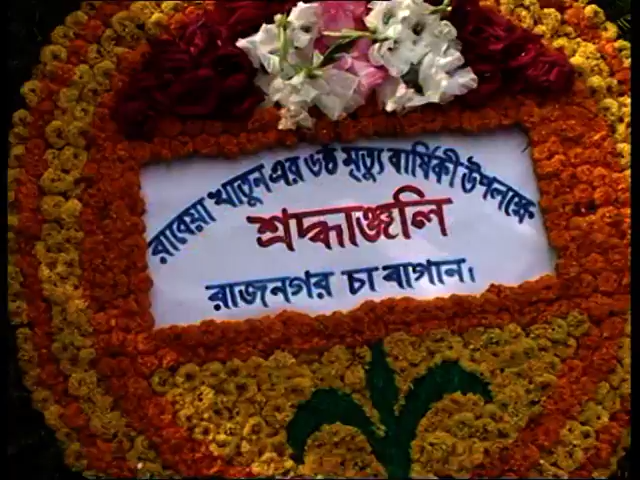 রাবেয়া খাতুন এর ৬ষ্ঠ মৃত্যু বার্ষিকী উপলক্ষে
শ্রদ্ধাঞ্জলি
রাজনগর চা বাগান।